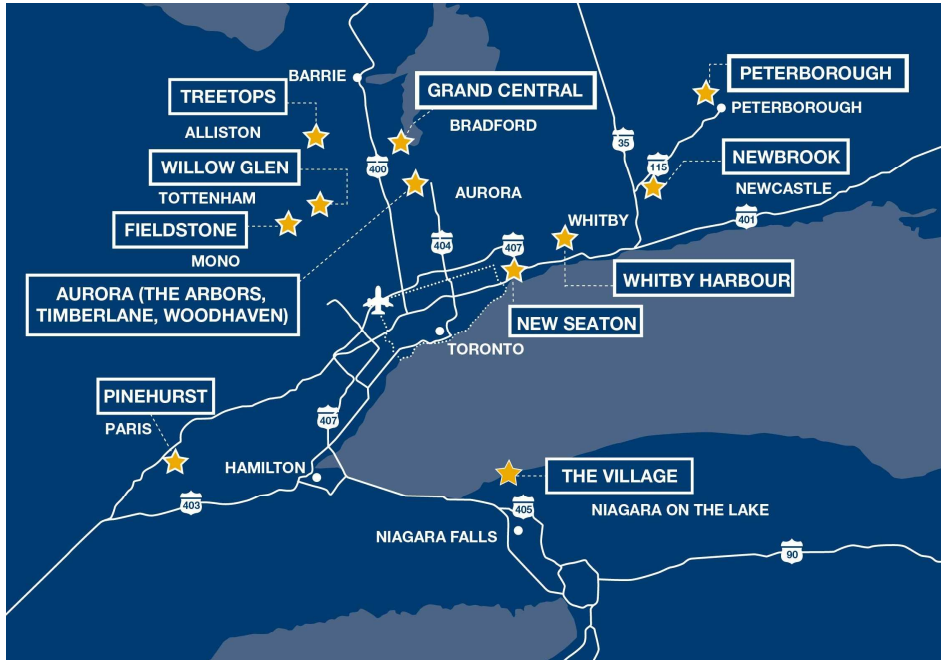 BARRIE
TREETOPS
ALLISTON
GRAND CENTRAL
BRADFORD
PETERBOROUGH
PETERBOROUGH
WILLOW GLEN
TOTTENHAM
400
35
115
NEWBROOK
NEWCASTLE
FIELDSTONE
MONO
AURORA
404
407
WHITBY
401
AURORA (THE ARBORS,
TIMBERLANE, WOODHAVEN)
WHITBY HARBOUR
NEW SEATON
TORONTO
PINEHURST
PARIS
407
HAMILTON
403
THE VILLAGE
NIAGARA ON THE LAKE
405
NIAGARA FALLS
90